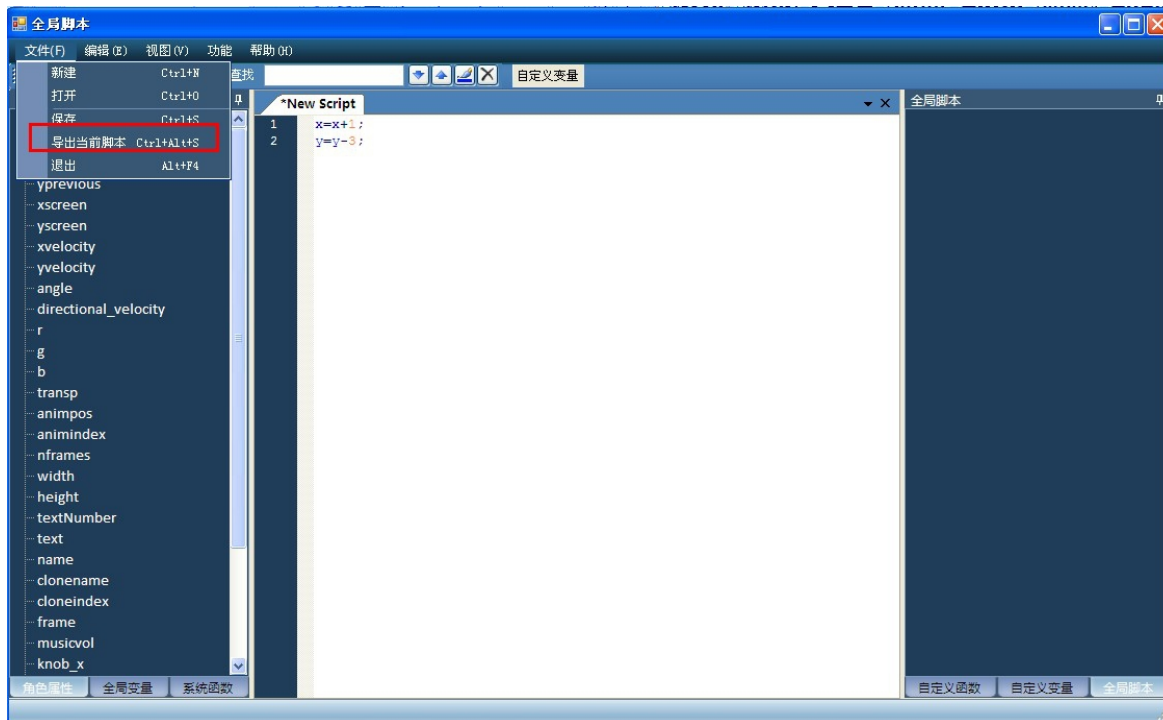 全局脚本
文件(F) 编辑(E) 视图(V) 功能 帮助(H)
新建 Ctrl+N
打开 Ctrl+O
保存 Ctrl+S
导出当前脚本 Ctrl+Alt+S
退出 Alt+F4
查找
自定义变量
*New Script
1 x=x+1;
2 y=y-3;
yprevious
xscreen
yscreen
xvelocity
yvelocity
angle
directional_velocity
r
g
b
transp
animpos
animindex
nframes
width
height
textNumber
text
name
clonename
cloneindex
frame
musicvol
knob_x
角色属性 全局变量 系统函数
全局脚本
自定义函数 自定义变量 全局脚本